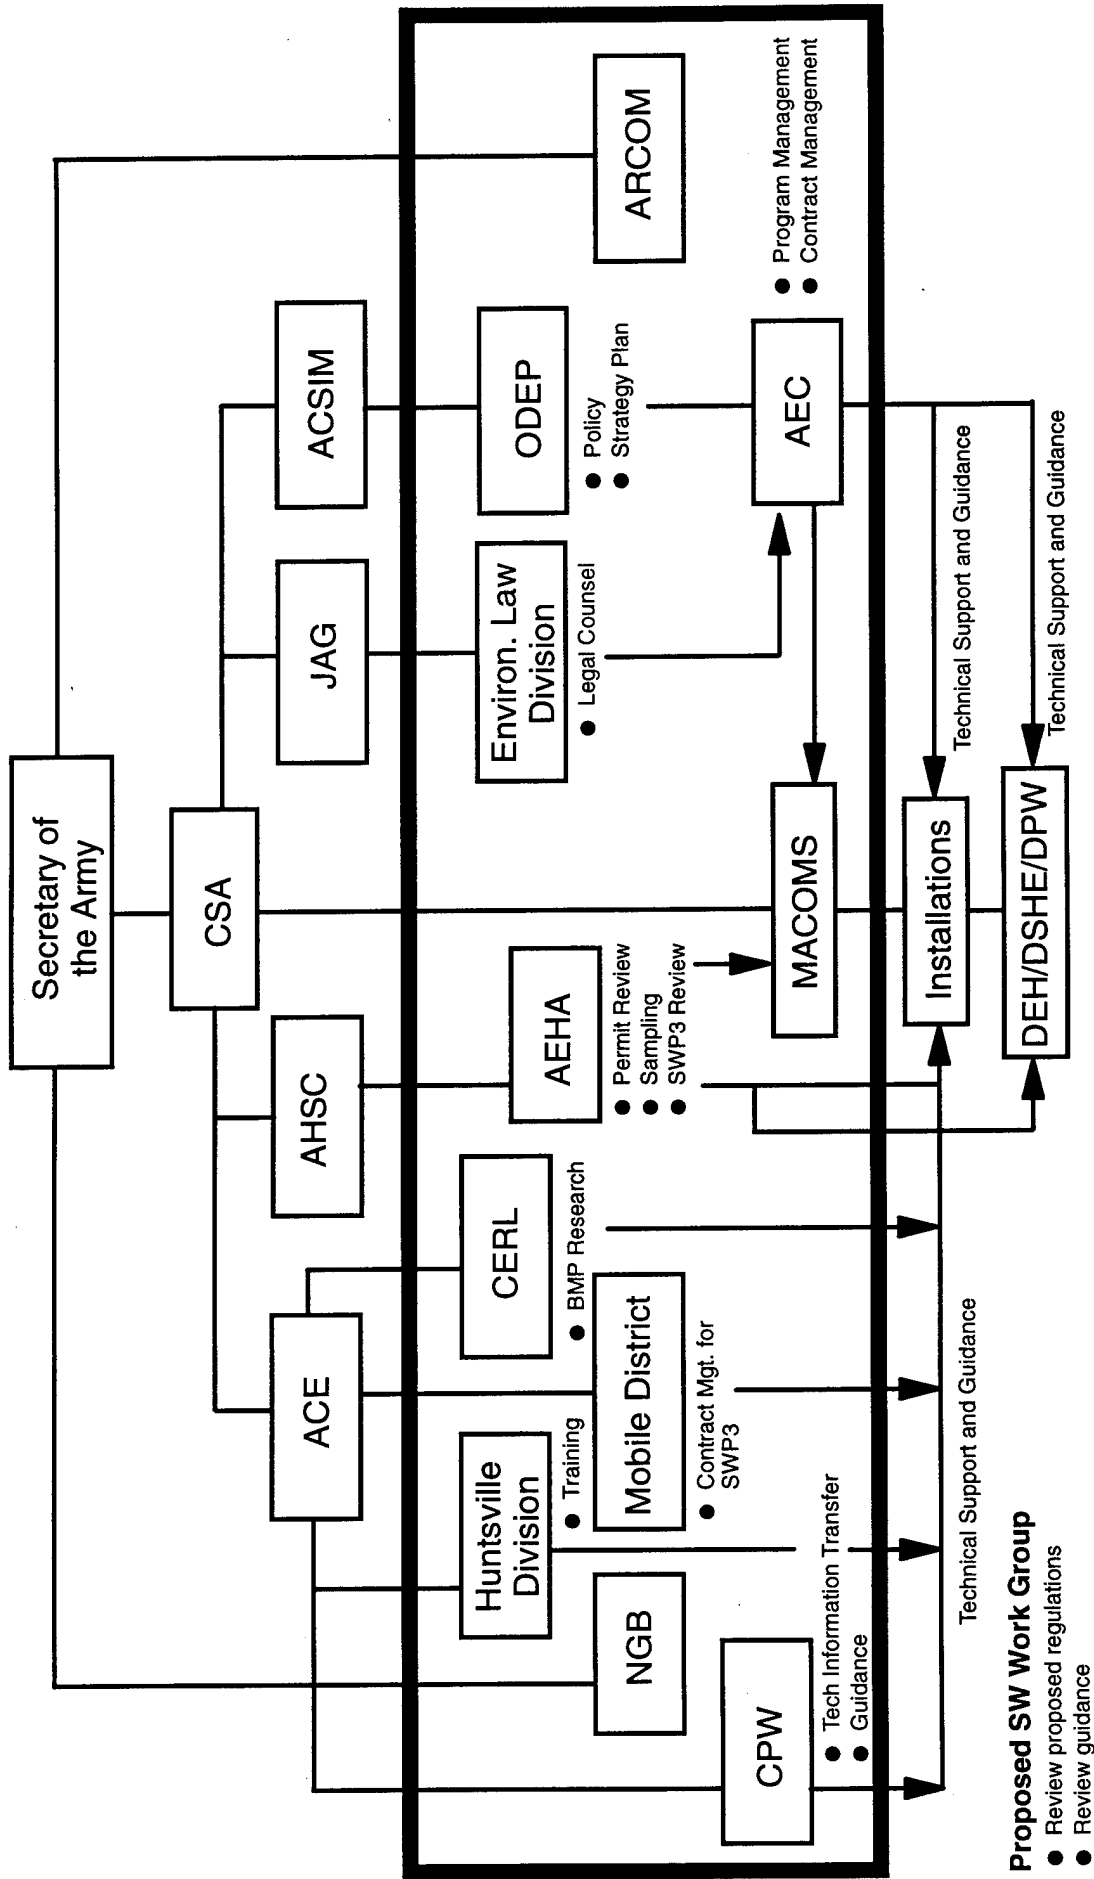 Secretary of
the Army
CSA
ACE
AHSC
JAG
ACSIM
Huntsville
Division
● Training
CERL
● BMP Research
AEHA
● Permit Review
● Sampling
● SWP3 Review
Environ. Law
Division
● Legal Counsel
ODEP
● Policy
● Strategy Plan
NGB
Mobile District
● Contract Mgt. for
SWP3
ARCOM
CPW
● Tech Information Transfer
● Guidance
MACOMS
AEC
● Program Management
● Contract Management
Installations
Technical Support and Guidance
Technical Support and Guidance
DEH/DSHE/DPW
Technical Support and Guidance
Proposed SW Work Group
● Review proposed regulations
● Review guidance